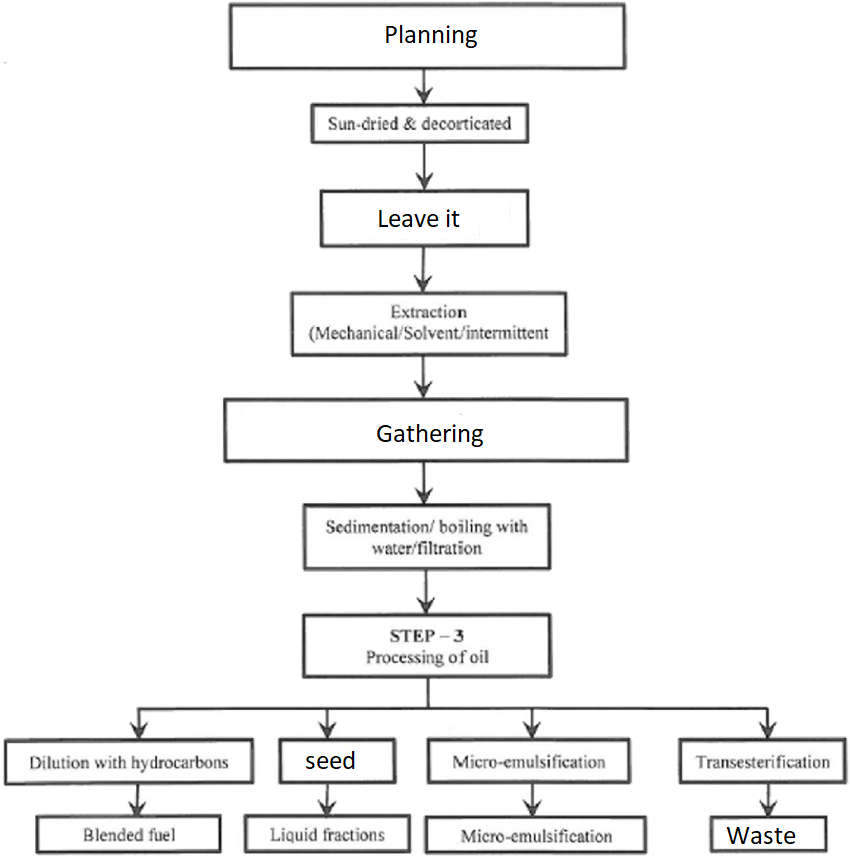 Planning
Sun-dried & decorticated
Leave it
Extraction
(Mechanical/Solvent/intermittent
Gathering
Sedimentation/ boiling with
water/filtration
STEP – 3
Processing of oil
Dilution with hydrocarbons
seed
Micro-emulsification
Transesterification
Blended fuel
Liquid fractions
Micro-emulsification
Waste